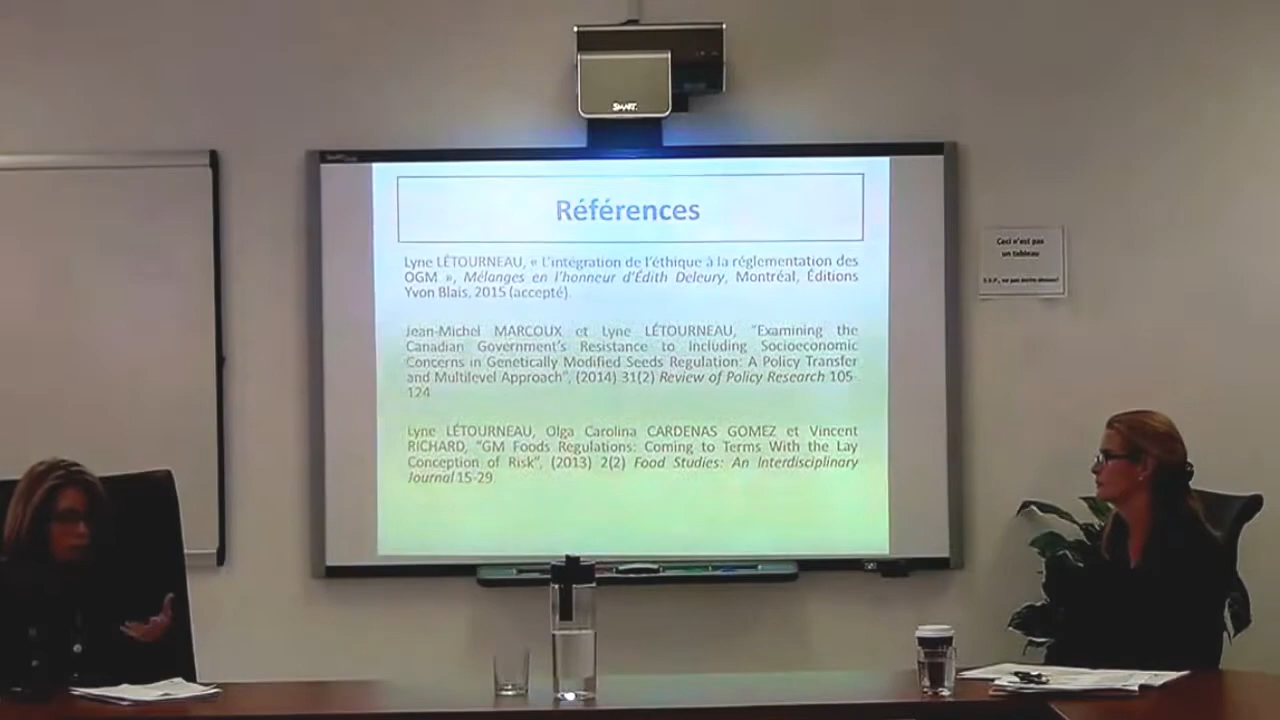 SMART
Références
Lyne LÉTOURNEAU, « L'intégration de l'éthique à la réglementation des
OGM », Mélanges en l'honneur d'Édith Deleury, Montréal, Éditions
Yvon Blais, 2015 (accepté).
Jean-Michel MARCOUX et Lyne LÉTOURNEAU, "Examining the
Canadian Government's Resistance to Including Socioeconomic
Concerns in Genetically Modified Seeds Regulation: A Policy Transfer
and Multilevel Approach", (2014) 31(2) Review of Policy Research 105-
124
Lyne LÉTOURNEAU, Olga Carolina CARDENAS GOMEZ et Vincent
RICHARD, "GM Foods Regulations: Coming to Terms With the Lay
Conception of Risk", (2013) 2(2) Food Studies: An Interdisciplinary
Journal 15-29
Ceci n'est pas
un tableau
S.V.P., ne pas écrire dessus!